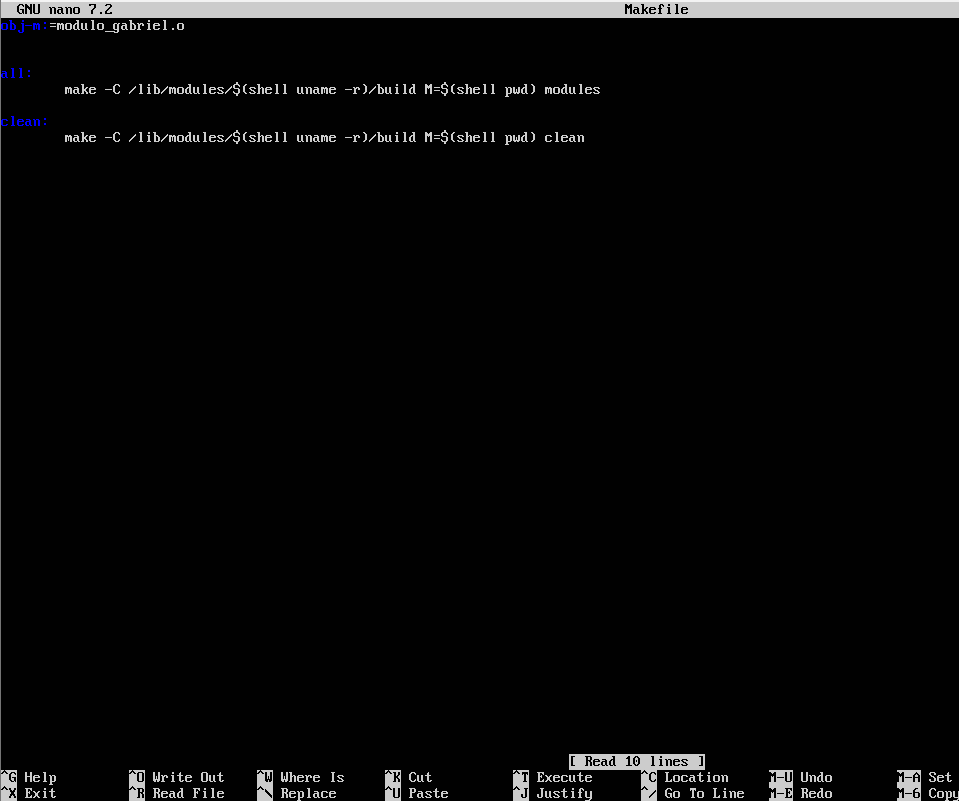 GNU nano 7.2 Makefile
obj-m:=modulo_gabriel.o
all:
make -C /lib/modules/$(shell uname -r)/build M=$(shell pwd) modules
clean:
make -C /lib/modules/$(shell uname -r)/build M=$(shell pwd) clean
[ Read 10 lines ]
^G Help ^O Write Out ^W Where Is ^K Cut ^T Execute ^C Location M-U Undo M-A Set
^X Exit ^R Read File ^\ Replace ^U Paste ^J Justify ^/ Go To Line M-E Redo M-6 Copy